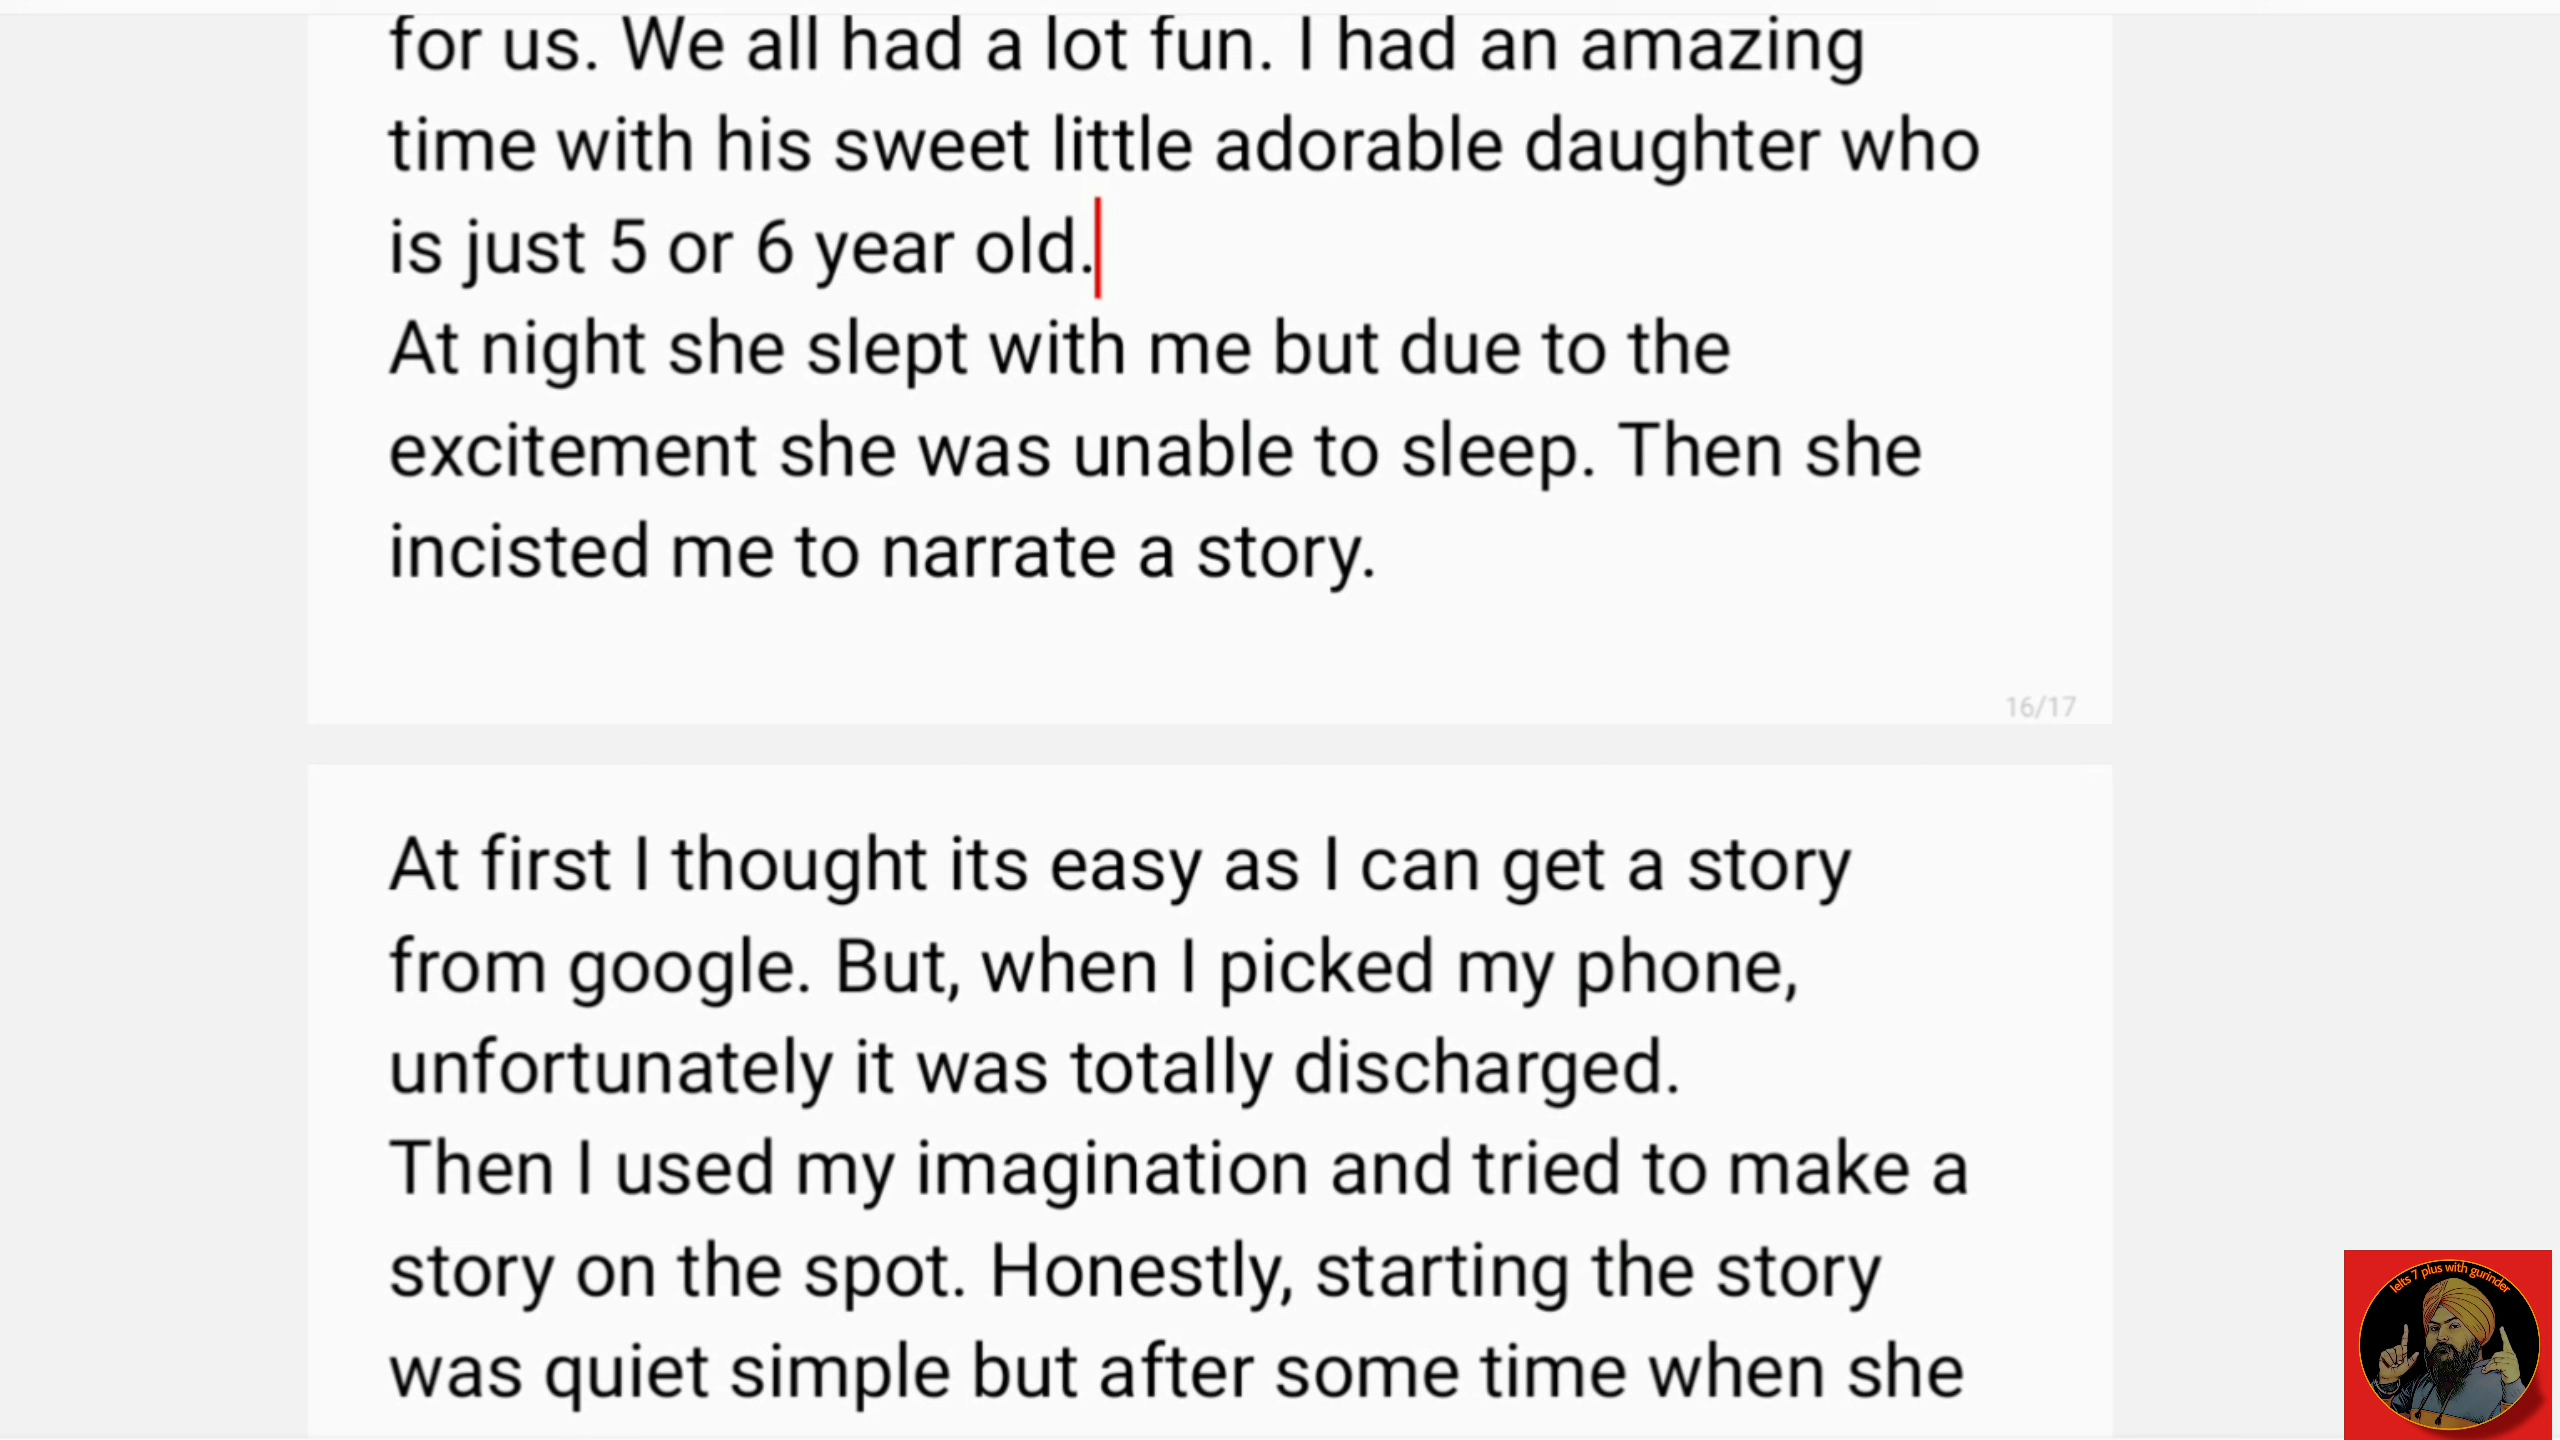 for us. We all had a lot fun. I had an amazing
time with his sweet little adorable daughter who
is just 5 or 6 year old.
At night she slept with me but due to the
excitement she was unable to sleep. Then she
incisted me to narrate a story.
16/17
At first I thought its easy as I can get a story
from google. But, when I picked my phone,
unfortunately it was totally discharged.
Then I used my imagination and tried to make a
story on the spot. Honestly, starting the story
was quiet simple but after some time when she
Ielts 7 plus with gurinder